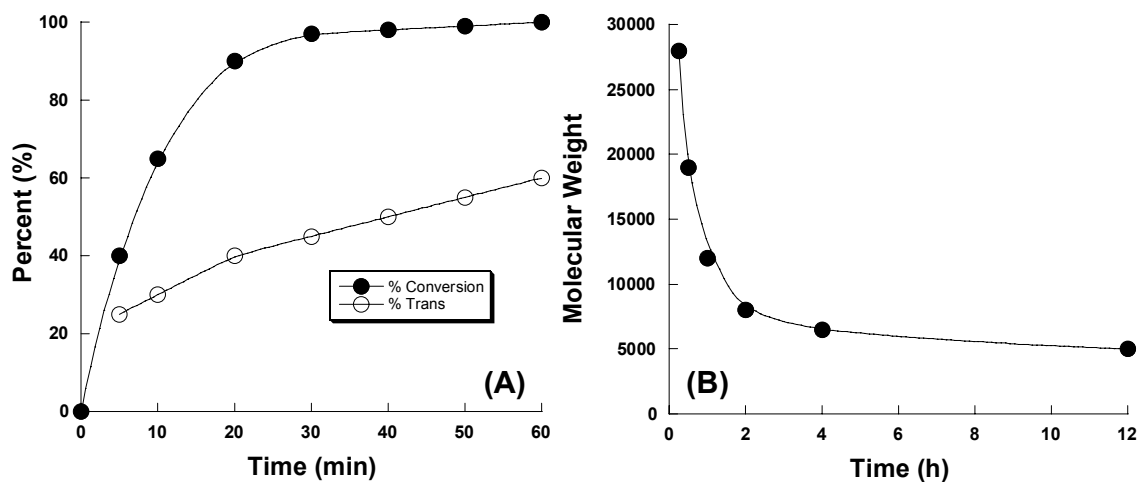 100
80
60
40
20
0
Percent (%)
0 10 20 30 40 50 60
Time (min)
% Conversion
% Trans
(A)
30000
25000
20000
15000
10000
5000
0
Molecular Weight
0 2 4 6 8 10 12
Time (h)
(B)